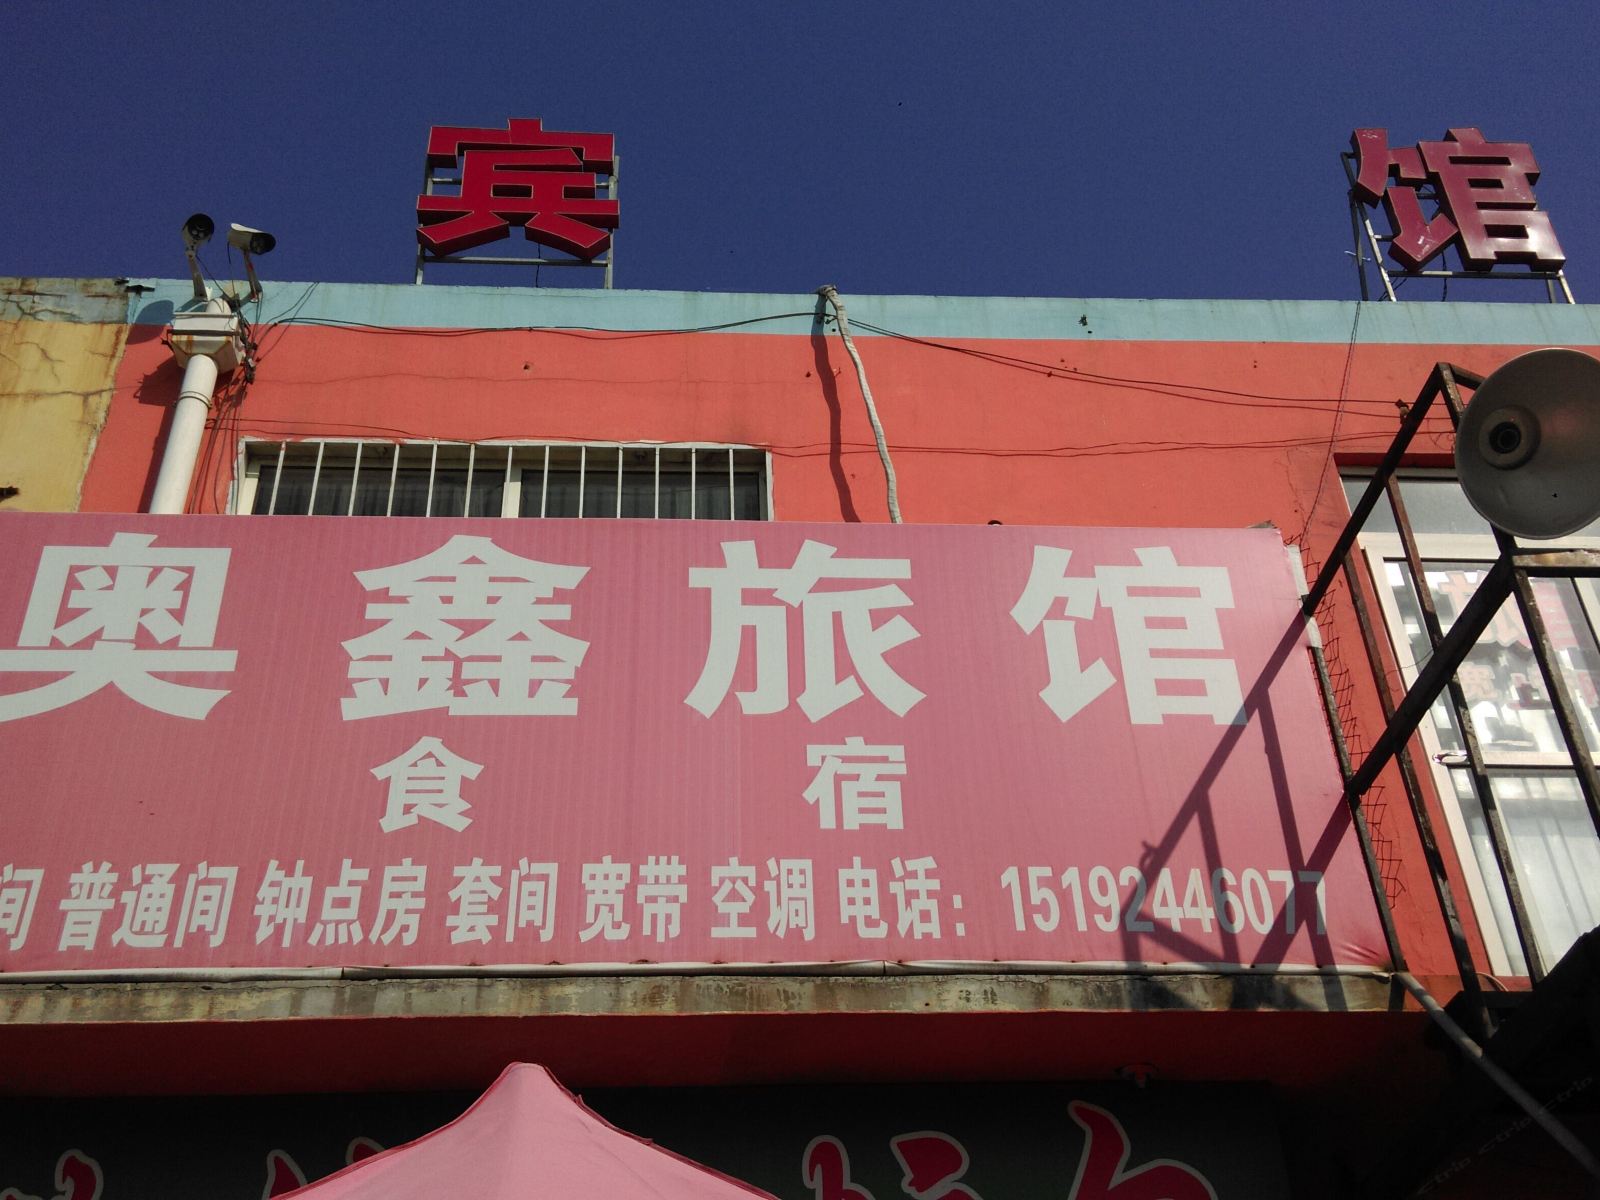 宾 馆
奥鑫旅馆
食宿
间 普通间 钟点房 套间 宽带 空调 电话：15192446077